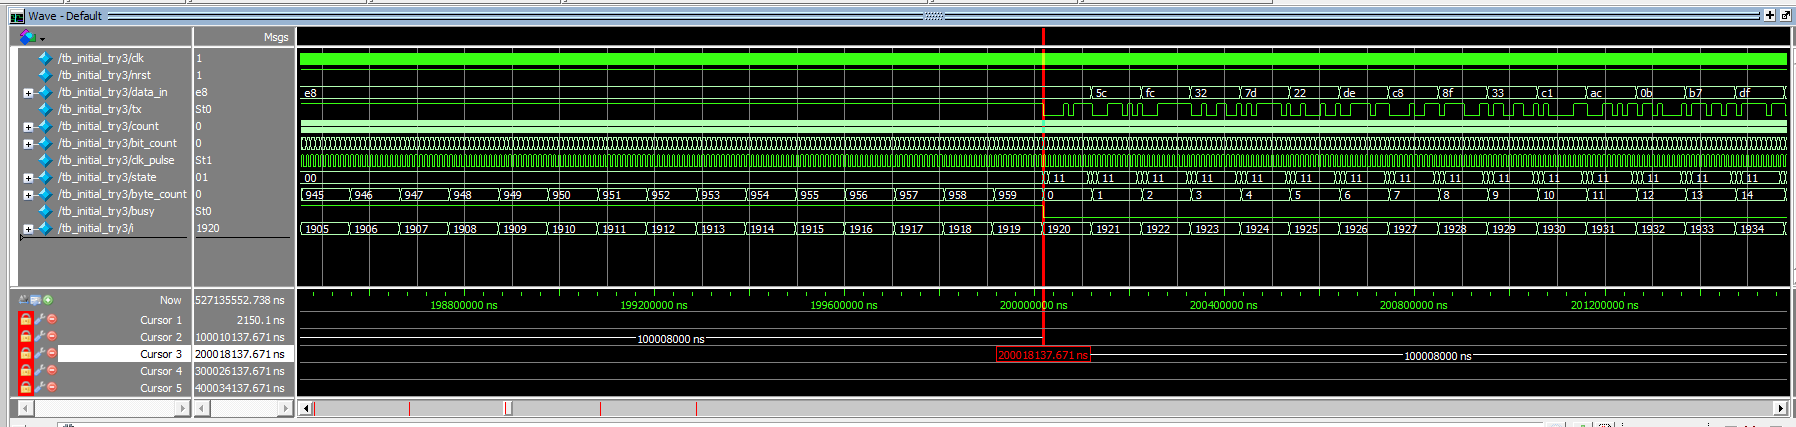 Wave - Default
Msgs
/tb_initial_try3/clk 1
/tb_initial_try3/nrst 1
/tb_initial_try3/data_in e8 e8 5c fc 32 7d 22 de c8 8f 33 c1 ac 0b b7 df
/tb_initial_try3/tx St0
/tb_initial_try3/count 0
/tb_initial_try3/bit_count 0
/tb_initial_try3/clk_pulse St1
/tb_initial_try3/state 01 00 11 11 11 11 11 11 11 11 11 11 11 11 11 11 11
/tb_initial_try3/byte_count 0 945 946 947 948 949 950 951 952 953 954 955 956 957 958 959 0 1 2 3 4 5 6 7 8 9 10 11 12 13 14
/tb_initial_try3/busy St0
/tb_initial_try3/i 1920 1905 1906 1907 1908 1909 1910 1911 1912 1913 1914 1915 1916 1917 1918 1919 1920 1921 1922 1923 1924 1925 1926 1927 1928 1929 1930 1931 1932 1933 1934
Now 527135552.738 ns 198800000 ns 199200000 ns 199600000 ns 200000000 ns 200400000 ns 200800000 ns 201200000 ns
Cursor 1 2150.1 ns
Cursor 2 100010137.671 ns 100008000 ns
Cursor 3 200018137.671 ns 200018137.671 ns 100008000 ns
Cursor 4 300026137.671 ns
Cursor 5 400034137.671 ns